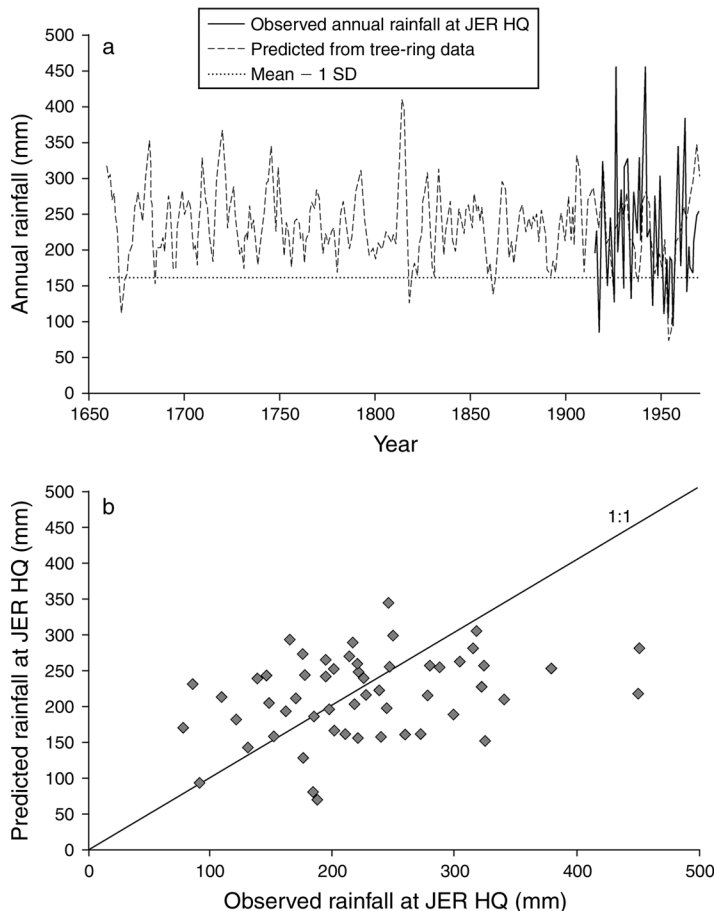 Observed annual rainfall at JER HQ
Predicted from tree-ring data
Mean – 1 SD
a
500
450
400
350
300
250
200
150
100
50
0
Annual rainfall (mm)
1650 1700 1750 1800 1850 1900 1950
Year
b
1:1
500
450
400
350
300
250
200
150
100
50
0
Predicted rainfall at JER HQ (mm)
0 100 200 300 400 500
Observed rainfall at JER HQ (mm)